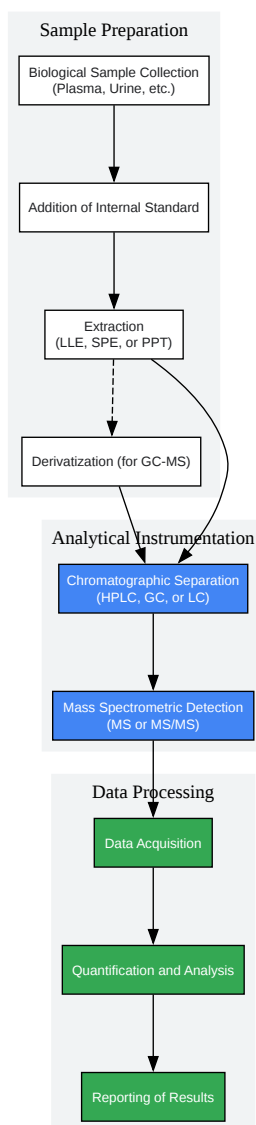 Sample Preparation
Biological Sample Collection
(Plasma, Urine, etc.)
Addition of Internal Standard
Extraction
(LLE, SPE, or PPT)
Derivatization (for GC-MS)
Analytical Instrumentation
Chromatographic Separation
(HPLC, GC, or LC)
Mass Spectrometric Detection
(MS or MS/MS)
Data Processing
Data Acquisition
Quantification and Analysis
Reporting of Results